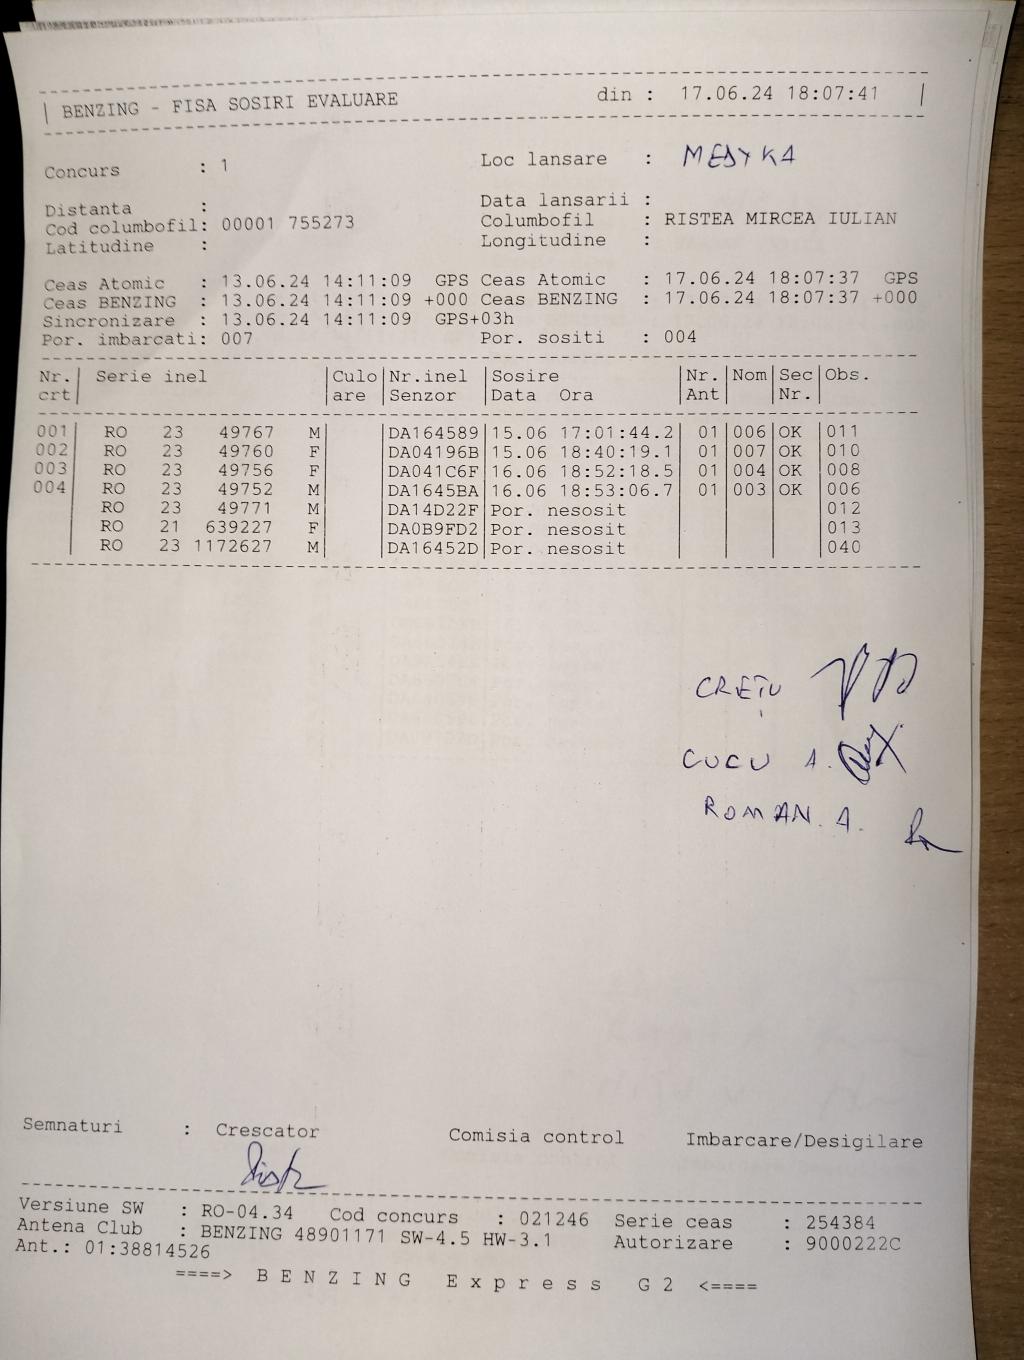 BENZING - FISA SOSIRI EVALUARE din : 17.06.24 18:07:41
Concurs : 1 Loc lansare : MEDYKA
Distanta : Data lansarii :
Cod columbofil: 00001 755273 Columbofil : RISTEA MIRCEA IULIAN
Latitudine : Longitudine :
Ceas Atomic : 13.06.24 14:11:09 GPS Ceas Atomic : 17.06.24 18:07:37 GPS
Ceas BENZING : 13.06.24 14:11:09 +000 Ceas BENZING : 17.06.24 18:07:37 +000
Sincronizare : 13.06.24 14:11:09 GPS+03h
Por. imbarcati: 007 Por. sositi : 004
Nr. Serie inel Culo Nr.inel Sosire Nr. Nom Sec Obs.
crt are Senzor Data Ora Ant Nr.
001 RO 23 49767 M DA164589 15.06 17:01:44.2 01 006 OK 011
002 RO 23 49760 F DA04196B 15.06 18:40:19.1 01 007 OK 010
003 RO 23 49756 F DA041C6F 16.06 18:52:18.5 01 004 OK 008
004 RO 23 49752 M DA1645BA 16.06 18:53:06.7 01 003 OK 006
RO 23 49771 M DA14D22F Por. nesosit 012
RO 21 639227 F DA0B9FD2 Por. nesosit 013
RO 23 1172627 M DA16452D Por. nesosit 040
CREȚU
CUCU A.
ROMAN. A.
Semnaturi : Crescator Comisia control Imbarcare/Desigilare
Versiune SW : RO-04.34 Cod concurs : 021246 Serie ceas : 254384
Antena Club : BENZING 48901171 SW-4.5 HW-3.1 Autorizare : 9000222C
Ant.: 01:38814526
====> B E N Z I N G E x p r e s s G 2 <====